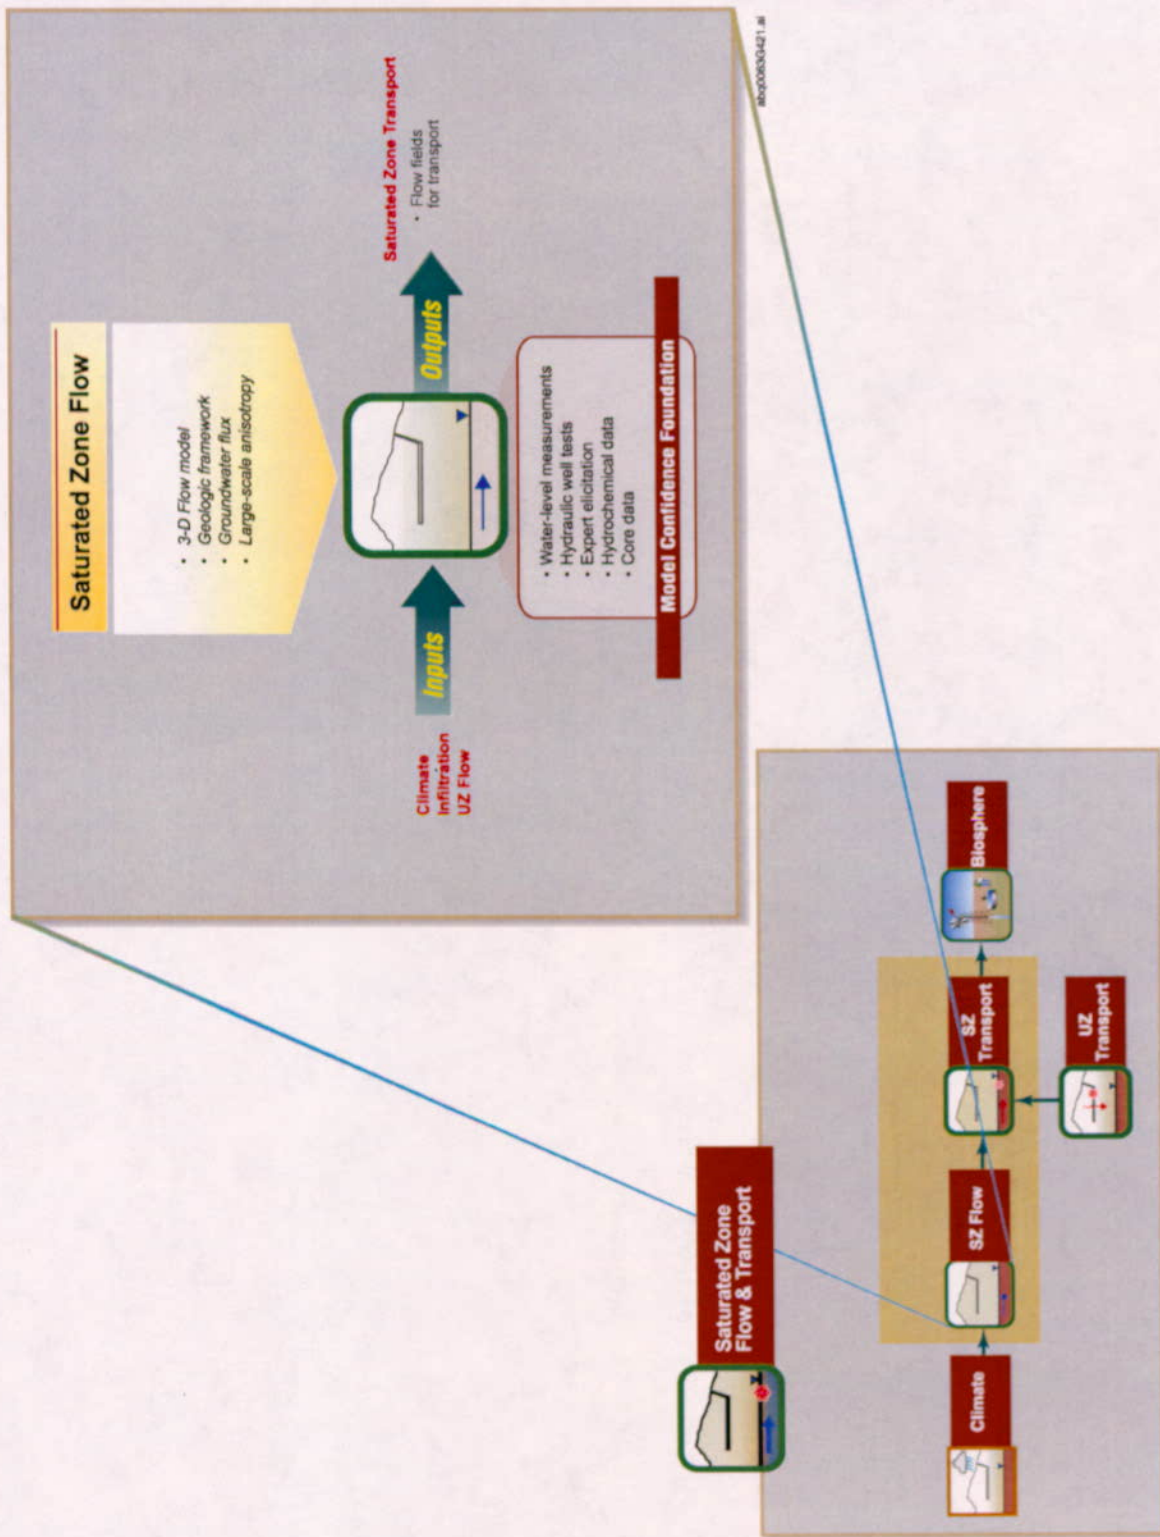 Saturated Zone Flow
• 3-D Flow model
• Geologic framework
• Groundwater flux
• Large-scale anisotropy
Climate
Infiltration
UZ Flow
Inputs
Outputs
Saturated Zone Transport
• Flow fields
for transport
• Water-level measurements
• Hydraulic well tests
• Expert elicitation
• Hydrochemical data
• Core data
Model Confidence Foundation
abq0063G421.ai
Saturated Zone
Flow & Transport
Climate
SZ Flow
SZ
Transport
Biosphere
UZ
Transport